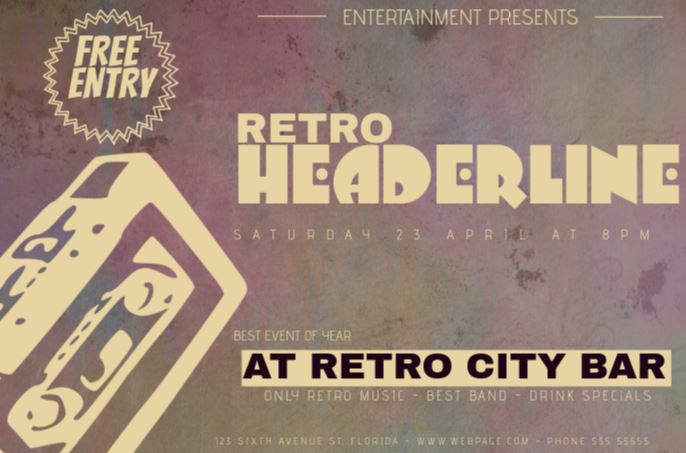 ENTERTAINMENT PRESENTS
FREE
ENTRY
RETRO
HEADERLINE
SATURDAY 23 APRIL AT 8PM
BEST EVENT OF YEAR
AT RETRO CITY BAR
ONLY RETRO MUSIC - BEST BAND - DRINK SPECIALS
123 SIXTH AVENUE ST. FLORIDA - WWW.WEBPAGE.COM - PHONE 555 55555